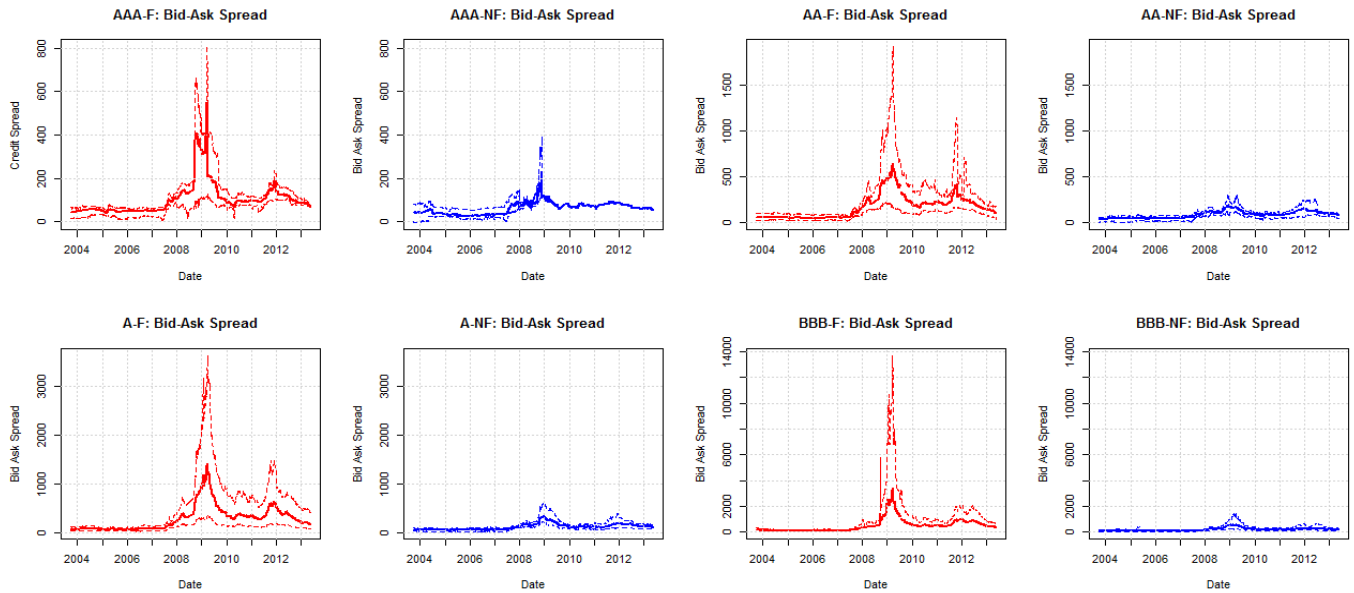 AAA-F: Bid-Ask Spread
Credit Spread
800
600
400
200
0
2004 2006 2008 2010 2012
Date
AAA-NF: Bid-Ask Spread
Bid Ask Spread
800
600
400
200
0
2004 2006 2008 2010 2012
Date
AA-F: Bid-Ask Spread
Bid Ask Spread
1500
1000
500
0
2004 2006 2008 2010 2012
Date
AA-NF: Bid-Ask Spread
Bid Ask Spread
1500
1000
500
0
2004 2006 2008 2010 2012
Date
A-F: Bid-Ask Spread
Bid Ask Spread
3000
2000
1000
0
2004 2006 2008 2010 2012
Date
A-NF: Bid-Ask Spread
Bid Ask Spread
3000
2000
1000
0
2004 2006 2008 2010 2012
Date
BBB-F: Bid-Ask Spread
Bid Ask Spread
14000
10000
6000
2000
0
2004 2006 2008 2010 2012
Date
BBB-NF: Bid-Ask Spread
Bid Ask Spread
14000
10000
6000
2000
0
2004 2006 2008 2010 2012
Date